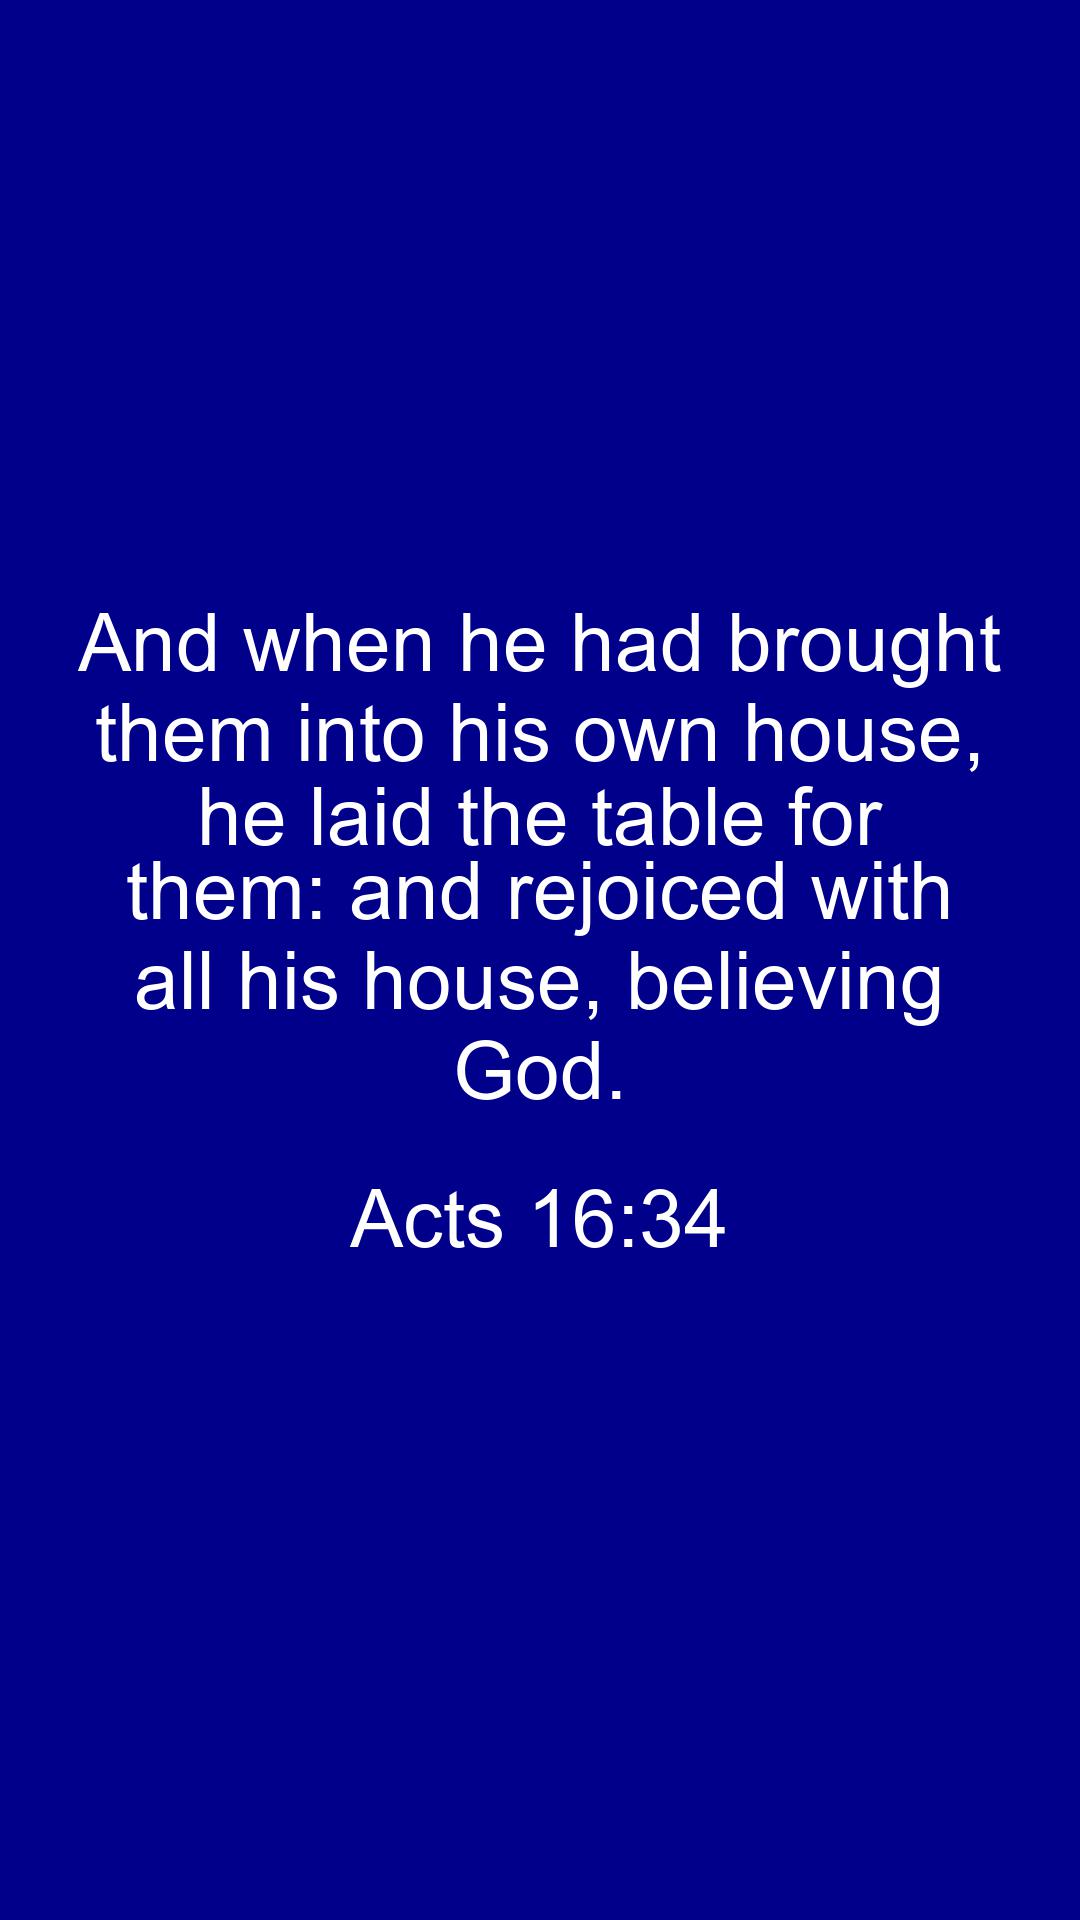 And when he had brought
them into his own house,
he laid the table for
them: and rejoiced with
all his house, believing
God.
Acts 16:34